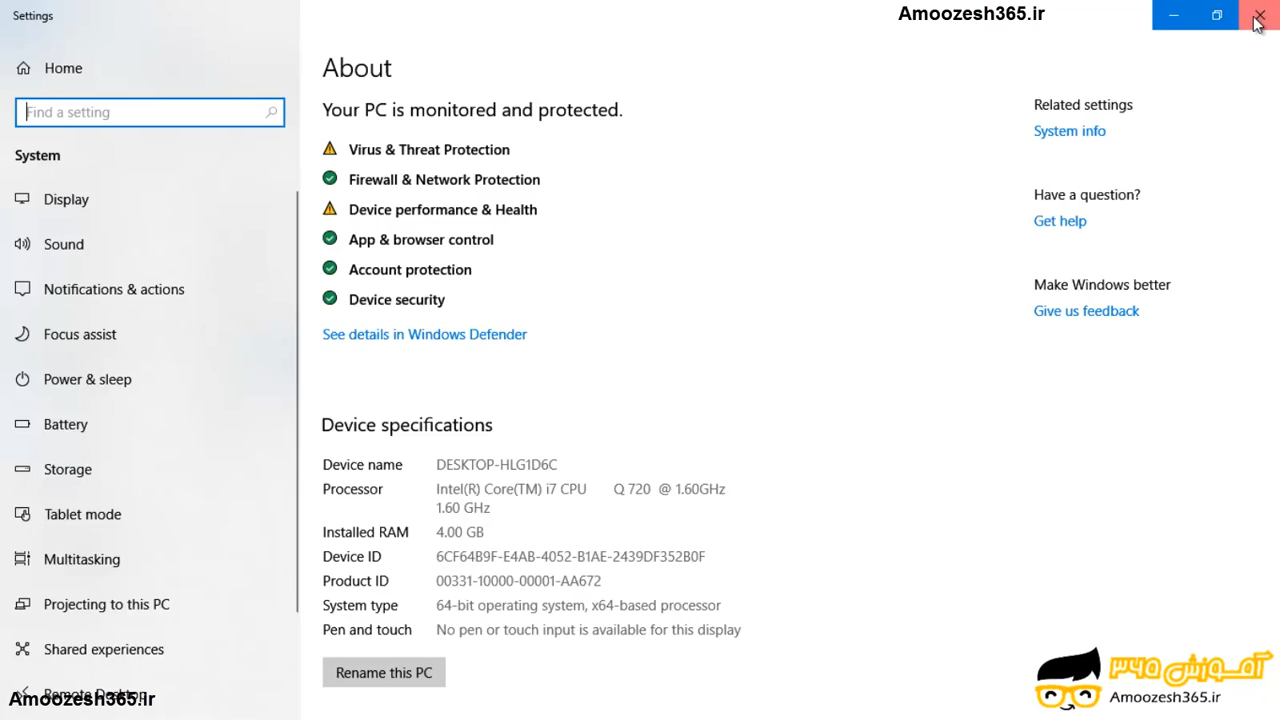 Settings
Amoozesh365.ir
Home
Find a setting
System
Display
Sound
Notifications & actions
Focus assist
Power & sleep
Battery
Storage
Tablet mode
Multitasking
Projecting to this PC
Shared experiences
Remote Desktop
Amoozesh365.ir
About
Your PC is monitored and protected.
Virus & Threat Protection
Firewall & Network Protection
Device performance & Health
App & browser control
Account protection
Device security
See details in Windows Defender
Device specifications
Device name DESKTOP-HLG1D6C
Processor Intel(R) Core(TM) i7 CPU Q 720 @ 1.60GHz
1.60 GHz
Installed RAM 4.00 GB
Device ID 6CF64B9F-E4AB-4052-B1AE-2439DF352B0F
Product ID 00331-10000-00001-AA672
System type 64-bit operating system, x64-based processor
Pen and touch No pen or touch input is available for this display
Rename this PC
Related settings
System info
Have a question?
Get help
Make Windows better
Give us feedback
آموزش ۳۶۵
Amoozesh365.ir